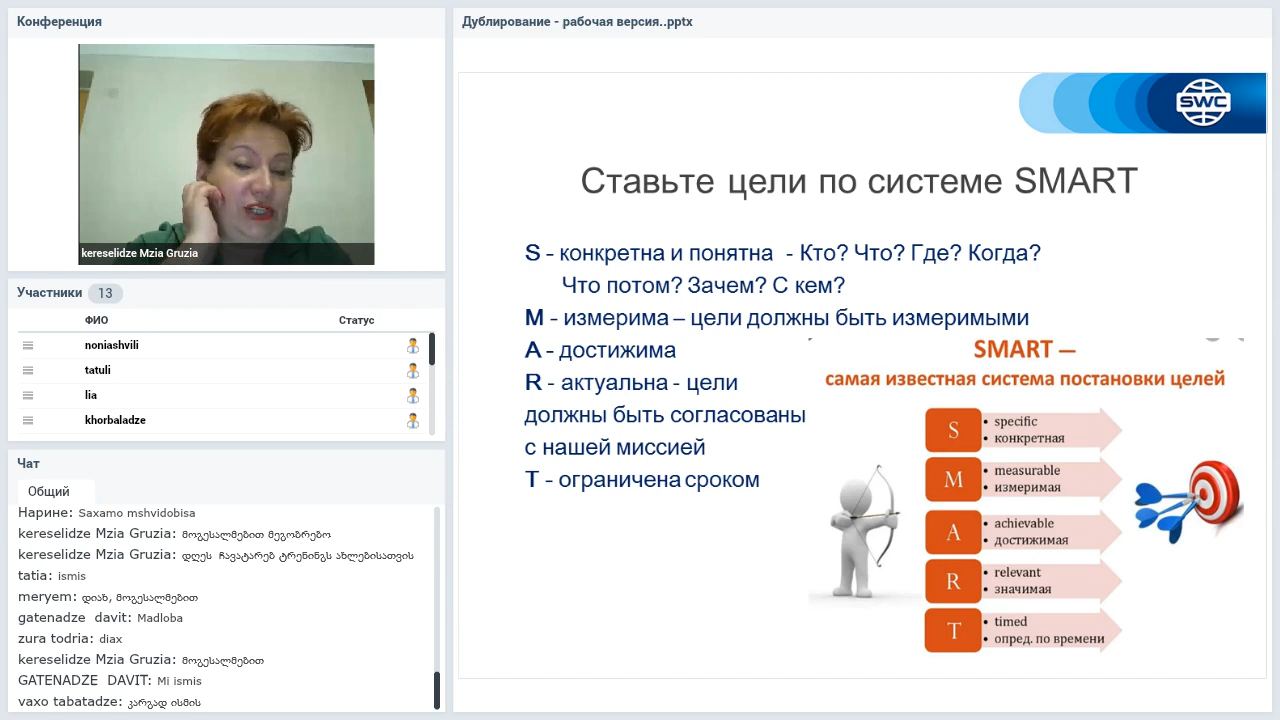 Конференция
kereselidze Mzia Gruzia
Участники 13
ФИО Статус
noniashvili
tatuli
lia
khorbaladze
Чат
Общий
Нарине: Saxamo mshvidobisa
kereselidze Mzia Gruzia: მოგესალმებით მეგობრებო
kereselidze Mzia Gruzia: დღეს ჩავატარებ ტრენინგს ახლებისათვის
tatia: ismis
meryem: დიახ, მოგესალმებით
gatenadze davit: Madloba
zura todria: diax
kereselidze Mzia Gruzia: მოგესალმებით
GATENADZE DAVIT: Mi ismis
vaxo tabatadze: კარგად ისმის
Дублирование - рабочая версия..pptx
SWC
Ставьте цели по системе SMART
S - конкретна и понятна - Кто? Что? Где? Когда?
Что потом? Зачем? С кем?
M - измерима – цели должны быть измеримыми
A - достижима
R - актуальна - цели
должны быть согласованы
с нашей миссией
T - ограничена сроком
SMART —
самая известная система постановки целей
S
• specific
• конкретная
M
• measurable
• измеримая
A
• achievable
• достижимая
R
• relevant
• значимая
T
• timed
• опред. по времени